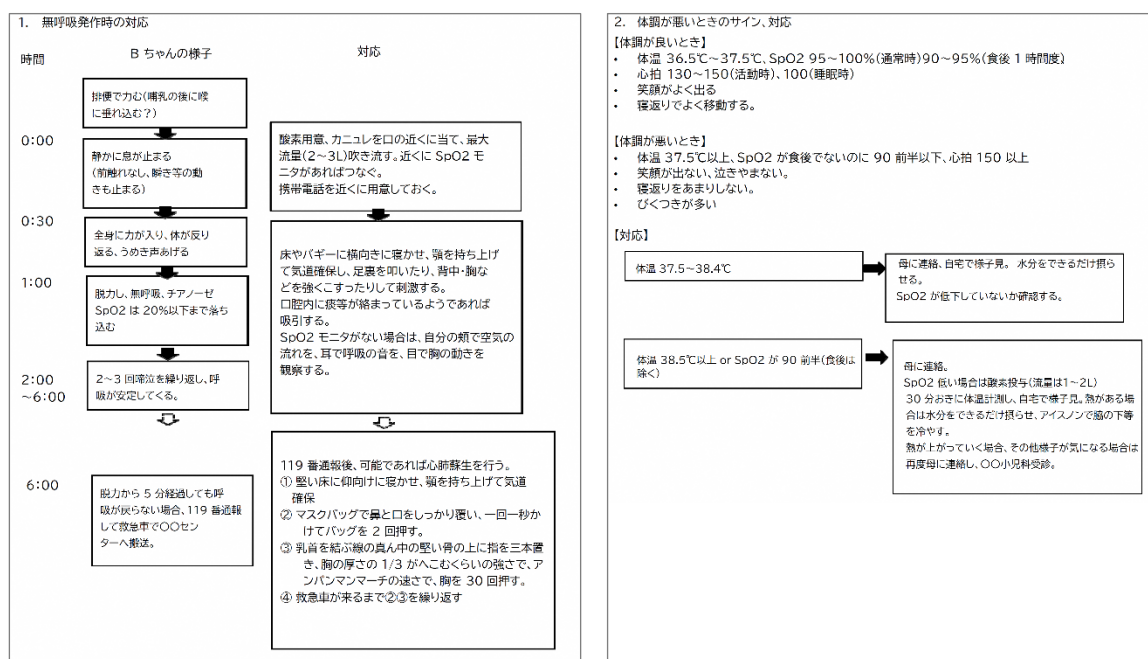 1. 無呼吸発作時の対応
時間
Bちゃんの様子
対応
排便で力む(哺乳の後に喉
に垂れ込む?)
0:00
静かに息が止まる
(前触れなし、瞬き等の動
きも止まる)
酸素用意、カニュレを口の近くに当て、最大
流量(2~3L)吹き流す。近くに SpO2 モ
ニタがあればつなぐ。
携帯電話を近くに用意しておく。
0:30
全身に力が入り、体が反り
返る、うめき声あげる
1:00
脱力し、無呼吸、チアノーゼ
SpO2 は 20%以下まで落ち
込む
床やバギーに横向きに寝かせ、顎を持ち上げ
て気道確保し、足裏を叩いたり、背中・胸な
どを強くこすったりして刺激する。
口腔内に痰等が絡まっているようであれば
吸引する。
SpO2 モニタがない場合は、自分の頬で空気の
流れを、耳で呼吸の音を、目で胸の動きを
観察する。
2:00
~6:00
2~3 回啼泣を繰り返し、呼
吸が安定してくる。
6:00
脱力から 5 分経過しても呼
吸が戻らない場合、119 番通報
して救急車で〇〇セン
ターへ搬送。
119 番通報後、可能であれば心肺蘇生を行う。
① 堅い床に仰向けに寝かせ、顎を持ち上げて気道
確保
② マスクバッグで鼻と口をしっかり覆い、一回一秒か
けてバッグを 2 回押す。
③ 乳首を結ぶ線の真ん中の堅い骨の上に指を三本置
き、胸の厚さの 1/3 がへこむくらいの強さで、ア
ンパンマンマーチの速さで、胸を 30 回押す。
④ 救急車が来るまで②③を繰り返す
2. 体調が悪いときのサイン、対応
【体調が良いとき】
• 体温 36.5℃~37.5℃、SpO2 95~100%(通常時)90~95%(食後 1 時間度)
• 心拍 130~150(活動時)、100(睡眠時)
• 笑顔がよく出る
• 寝返りでよく移動する。
【体調が悪いとき】
• 体温 37.5℃以上、SpO2 が食後でないのに 90 前半以下、心拍 150 以上
• 笑顔が出ない、泣きやまない。
• 寝返りをあまりしない。
• びくつきが多い
【対応】
体温 37.5~38.4℃
母に連絡、自宅で様子見。 水分をできるだけ摂ら
せる。
SpO2 が低下していないか確認する。
体温 38.5℃以上 or SpO2 が 90 前半(食後は
除く)
母に連絡。
SpO2 低い場合は酸素投与(流量は1~2L)
30 分おきに体温計測し、自宅で様子見。熱がある場
合は水分をできるだけ摂らせ、アイスノンで脇の下等
を冷やす。
熱が上がっていく場合、その他様子が気になる場合は
再度母に連絡し、〇〇小児科受診。